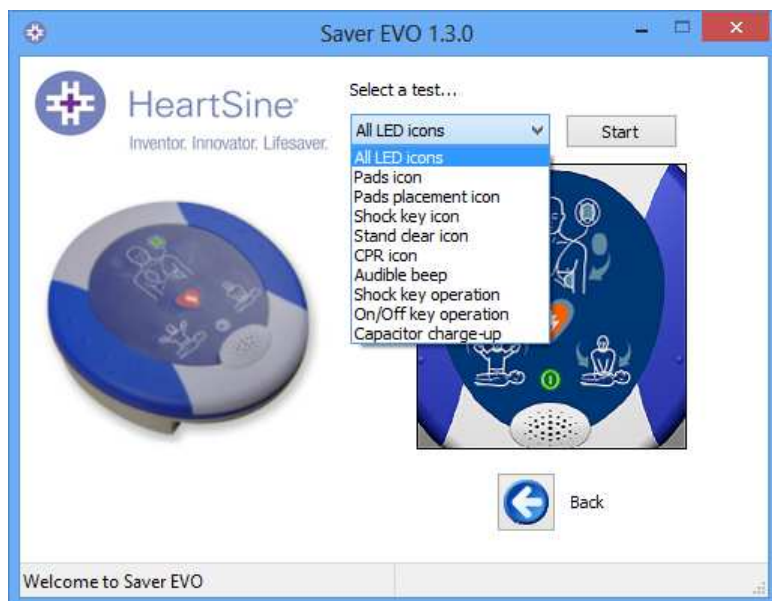 Saver EVO 1.3.0
HeartSine®
Inventor. Innovator. Lifesaver.
Select a test...
All LED icons
Start
All LED icons
Pads icon
Pads placement icon
Shock key icon
Stand clear icon
CPR icon
Audible beep
Shock key operation
On/Off key operation
Capacitor charge-up
Back
Welcome to Saver EVO